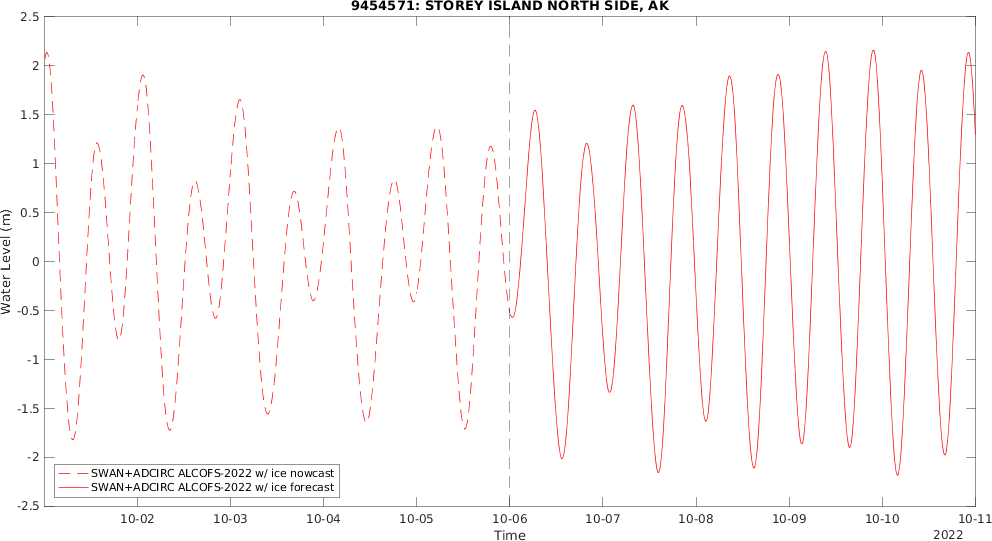 9454571: STOREY ISLAND NORTH SIDE, AK
Water Level (m)
2.5
2
1.5
1
0.5
0
-0.5
-1
-1.5
-2
-2.5
SWAN+ADCIRC ALCOFS-2022 w/ ice nowcast
SWAN+ADCIRC ALCOFS-2022 w/ ice forecast
10-02 10-03 10-04 10-05 10-06 10-07 10-08 10-09 10-10 10-11
Time
2022